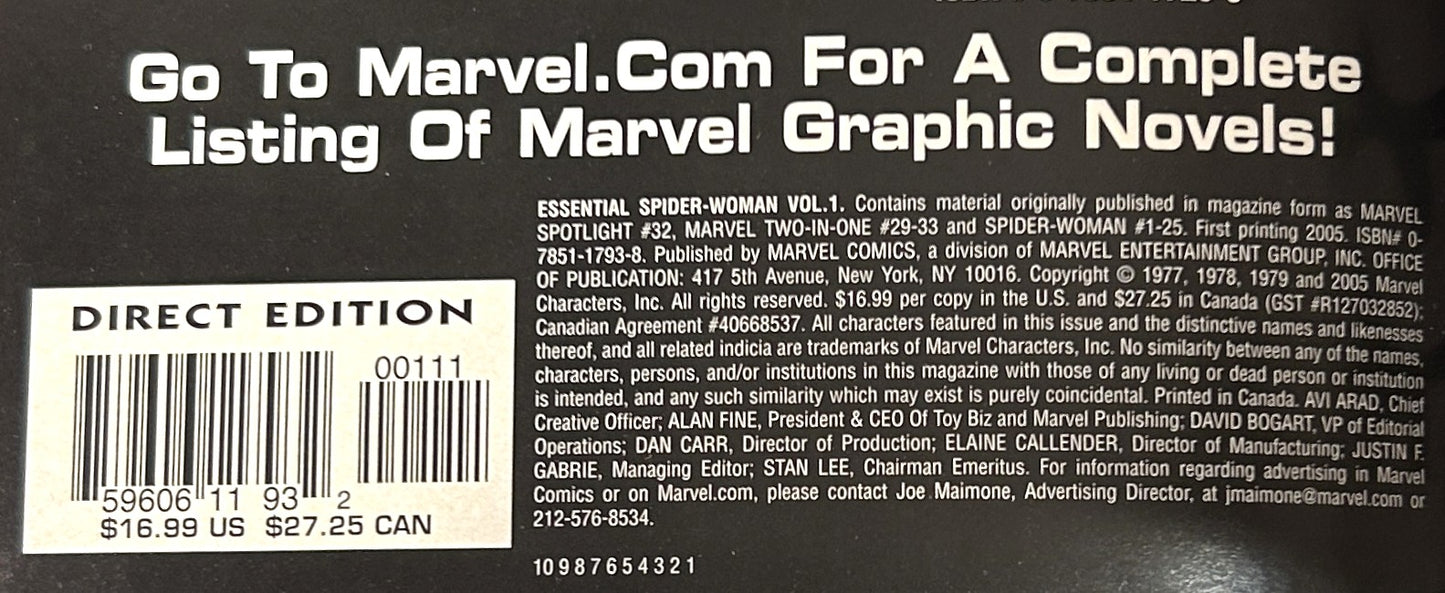 Go To Marvel.Com For A Complete
Listing Of Marvel Graphic Novels!
ESSENTIAL SPIDER-WOMAN VOL.1. Contains material originally published in magazine form as MARVEL
SPOTLIGHT #32, MARVEL TWO-IN-ONE #29-33 and SPIDER-WOMAN #1-25. First printing 2005. ISBN# 0-
7851-1793-8. Published by MARVEL COMICS, a division of MARVEL ENTERTAINMENT GROUP, INC. OFFICE
OF PUBLICATION: 417 5th Avenue, New York, NY 10016. Copyright © 1977, 1978, 1979 and 2005 Marvel
Characters, Inc. All rights reserved. $16.99 per copy in the U.S. and $27.25 in Canada (GST #R127032852);
Canadian Agreement #40668537. All characters featured in this issue and the distinctive names and likenesses
thereof, and all related indicia are trademarks of Marvel Characters, Inc. No similarity between any of the names,
characters, persons, and/or institutions in this magazine with those of any living or dead person or institution
is intended, and any such similarity which may exist is purely coincidental. Printed in Canada. AVI ARAD, Chief
Creative Officer; ALAN FINE, President & CEO Of Toy Biz and Marvel Publishing; DAVID BOGART, VP of Editorial
Operations; DAN CARR, Director of Production; ELAINE CALLENDER, Director of Manufacturing; JUSTIN F.
GABRIE, Managing Editor; STAN LEE, Chairman Emeritus. For information regarding advertising in Marvel
Comics or on Marvel.com, please contact Joe Maimone, Advertising Director, at jmaimone@marvel.com or
212-576-8534.
10 9 8 7 6 5 4 3 2 1
DIRECT EDITION
00111
59606 11 93 2
$16.99 US $27.25 CAN